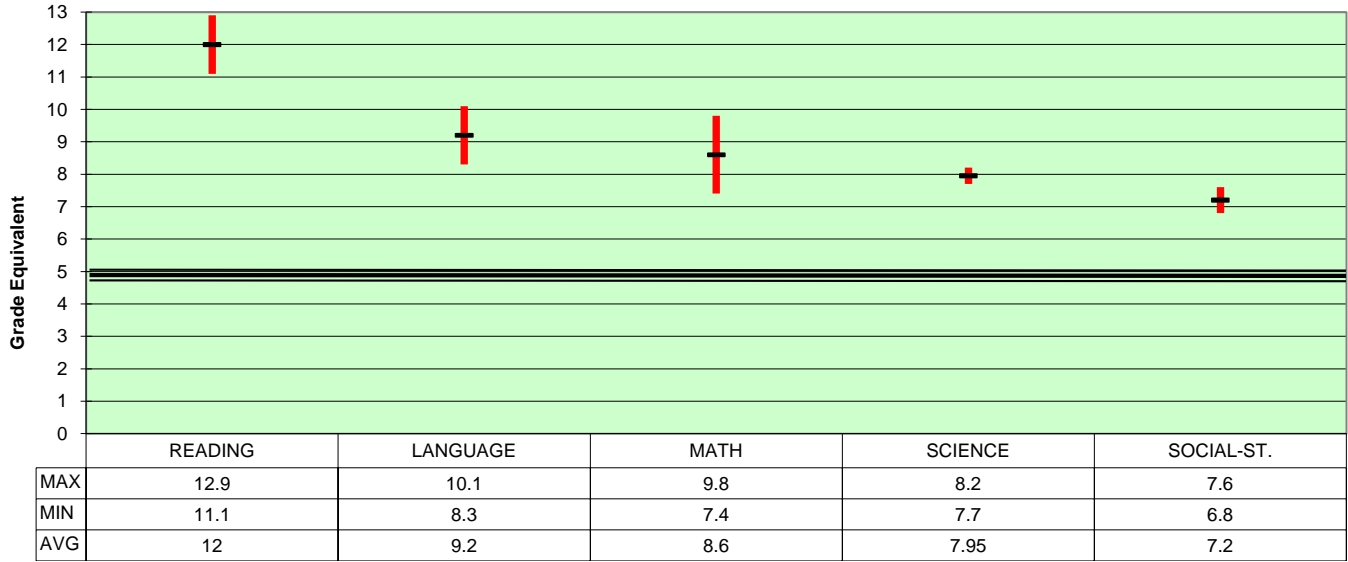 13
12
11
10
9
8
7
6
5
4
3
2
1
0
Grade Equivalent
READING LANGUAGE MATH SCIENCE SOCIAL-ST.
MAX 12.9 10.1 9.8 8.2 7.6
MIN 11.1 8.3 7.4 7.7 6.8
AVG 12 9.2 8.6 7.95 7.2